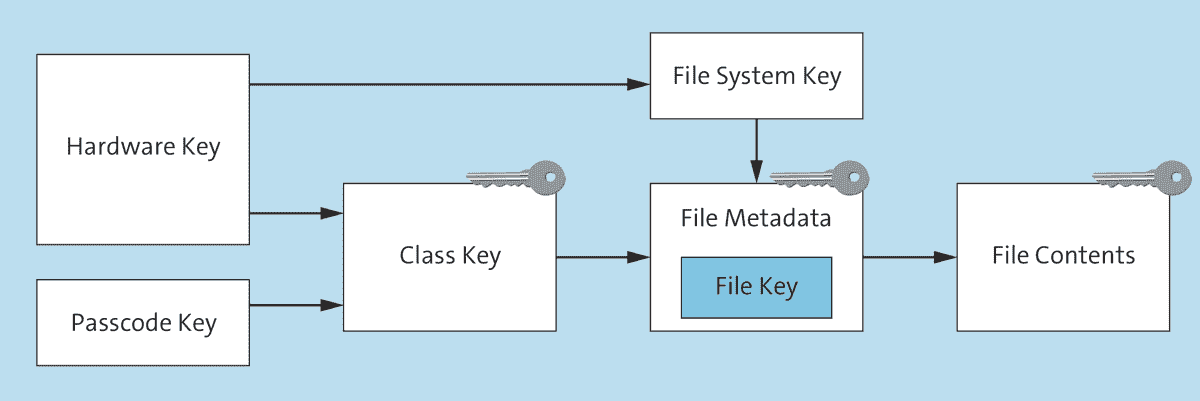 Hardware Key
File System Key
Passcode Key
Class Key
File Metadata
File Key
File Contents